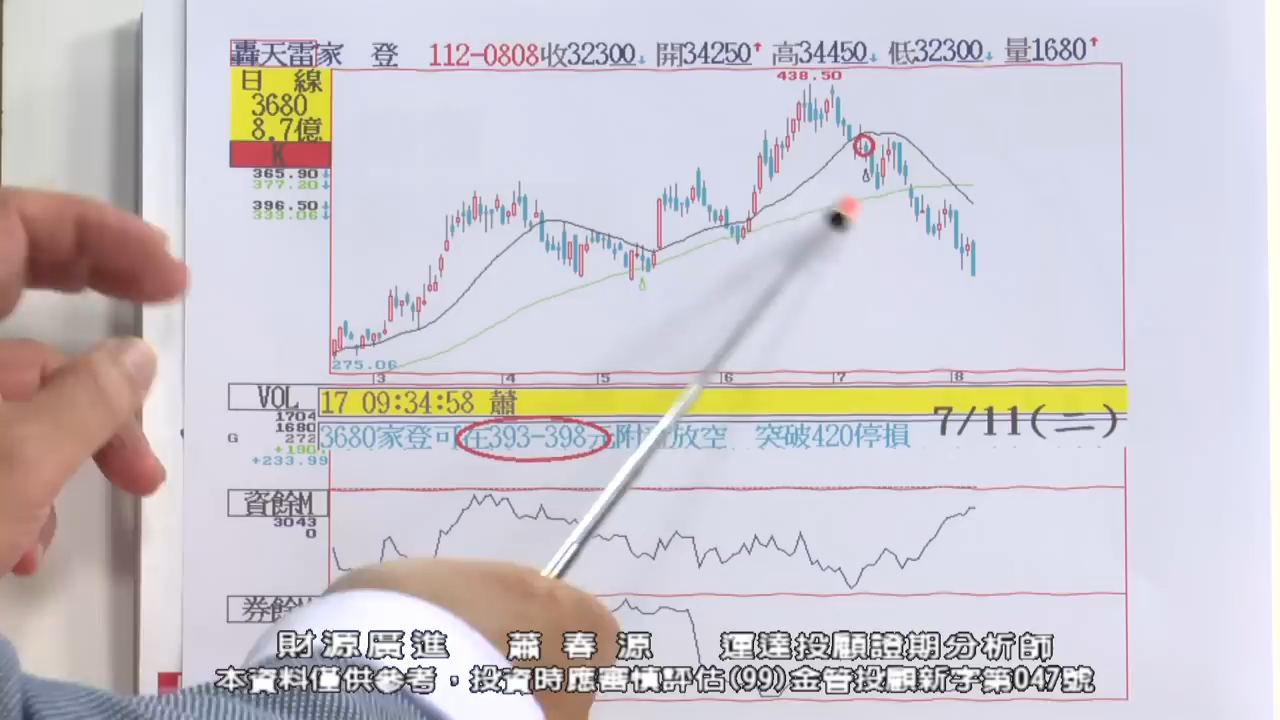 轟天雷家 登 112-0808收32300↓ 開34250↑ 高34450↓ 低32300↓ 量1680↑
日 線
3680
8.7億
K
365.90↓
377.20↓
396.50↓
333.06↓
438.50
275.06
3 4 5 6 7 8
VOL
17 09:34:58 蕭
1704
1680
G 272
+190
+233.99
3680家登可在393-398元附近放空 突破420停損
7/11(二)
資餘M
3043
0
券餘
財源廣進 蕭春源 運達投顧證期分析師
本資料僅供參考,投資時應審慎評估(99)金管投顧新字第047號